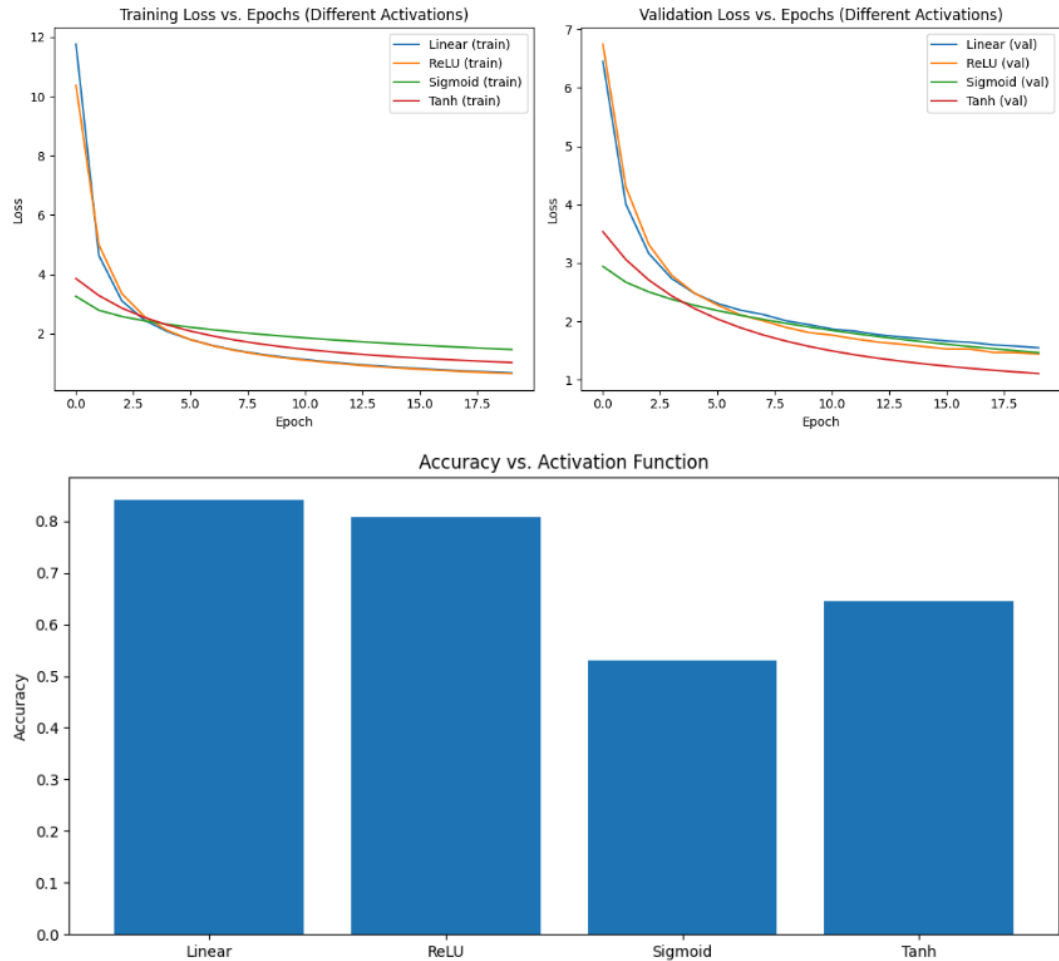 Training Loss vs. Epochs (Different Activations)
Linear (train)
ReLU (train)
Sigmoid (train)
Tanh (train)
12
10
8
6
4
2
Loss
0.0 2.5 5.0 7.5 10.0 12.5 15.0 17.5
Epoch
Validation Loss vs. Epochs (Different Activations)
Linear (val)
ReLU (val)
Sigmoid (val)
Tanh (val)
7
6
5
4
3
2
1
Loss
0.0 2.5 5.0 7.5 10.0 12.5 15.0 17.5
Epoch
Accuracy vs. Activation Function
0.8
0.7
0.6
0.5
0.4
0.3
0.2
0.1
0.0
Accuracy
Linear ReLU Sigmoid Tanh